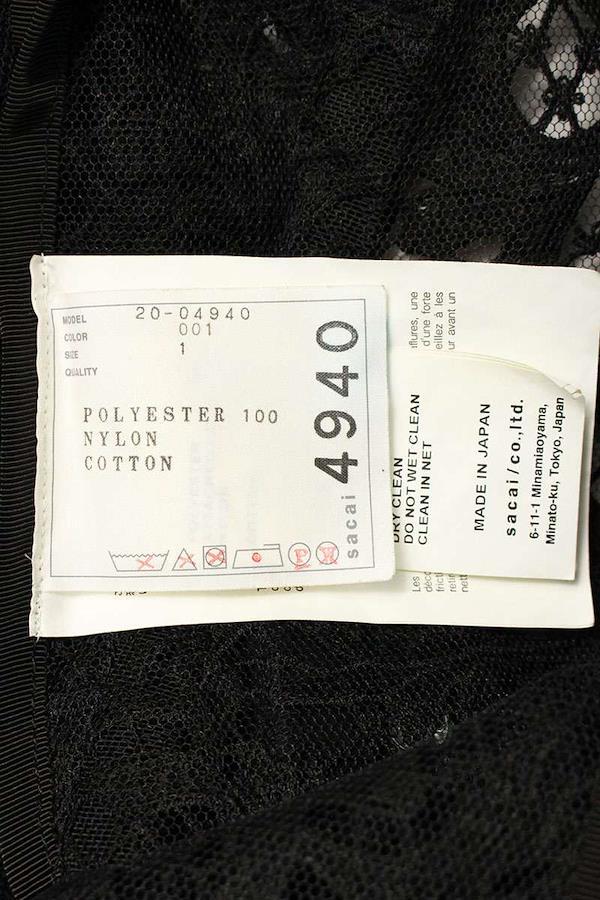 MODEL 20-04940
COLOR 001
SIZE 1
QUALITY
POLYESTER 100
NYLON
COTTON
sacai 4940
DRY CLEAN
DO NOT WET CLEAN
CLEAN IN NET
MADE IN JAPAN
sacai/co.,ltd.
6-11-1 Minamiaoyama,
Minato-ku, Tokyo, Japan
une
d'une forte
à les
ur avant un
Les